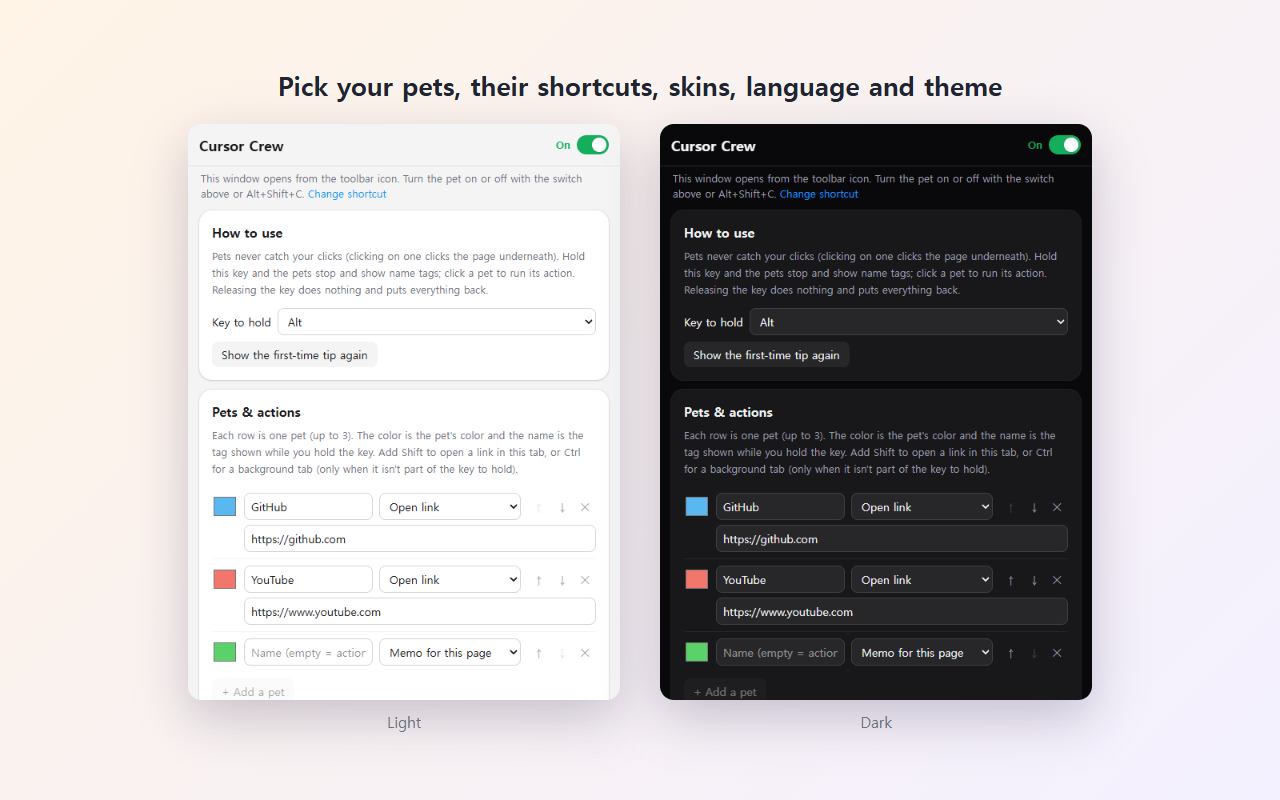 Pick your pets, their shortcuts, skins, language and theme
Cursor Crew
On
This window opens from the toolbar icon. Turn the pet on or off with the switch
above or Alt+Shift+C. Change shortcut
How to use
Pets never catch your clicks (clicking on one clicks the page underneath). Hold
this key and the pets stop and show name tags; click a pet to run its action.
Releasing the key does nothing and puts everything back.
Key to hold
Alt
Show the first-time tip again
Pets & actions
Each row is one pet (up to 3). The color is the pet's color and the name is the
tag shown while you hold the key. Add Shift to open a link in this tab, or Ctrl
for a background tab (only when it isn't part of the key to hold).
GitHub
Open link
↑ ↓ ×
https://github.com
YouTube
Open link
↑ ↓ ×
https://www.youtube.com
Name (empty = actior
Memo for this page
↑ ↓ ×
+ Add a pet
Light
Cursor Crew
On
This window opens from the toolbar icon. Turn the pet on or off with the switch
above or Alt+Shift+C. Change shortcut
How to use
Pets never catch your clicks (clicking on one clicks the page underneath). Hold
this key and the pets stop and show name tags; click a pet to run its action.
Releasing the key does nothing and puts everything back.
Key to hold
Alt
Show the first-time tip again
Pets & actions
Each row is one pet (up to 3). The color is the pet's color and the name is the
tag shown while you hold the key. Add Shift to open a link in this tab, or Ctrl
for a background tab (only when it isn't part of the key to hold).
GitHub
Open link
↑ ↓ ×
https://github.com
YouTube
Open link
↑ ↓ ×
https://www.youtube.com
Name (empty = actior
Memo for this page
↑ ↓ ×
+ Add a pet
Dark